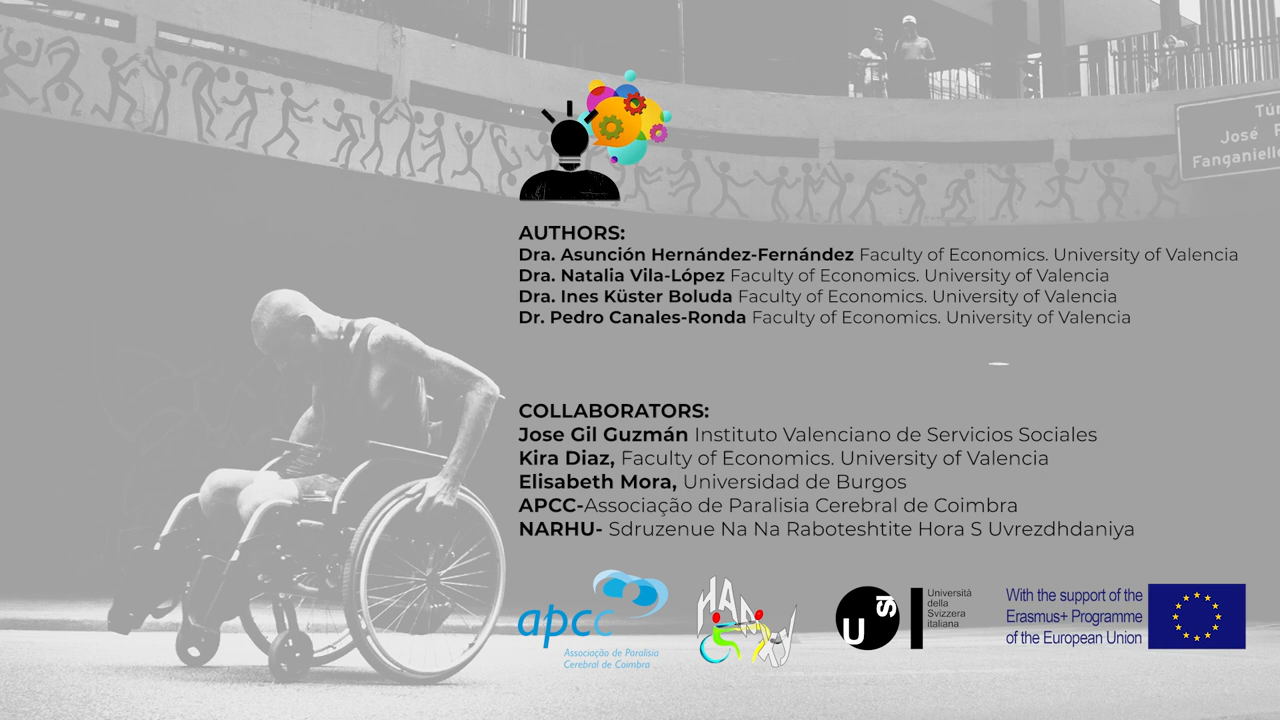 Tún
José F
Fanganielle
AUTHORS:
Dra. Asunción Hernández-Fernández Faculty of Economics. University of Valencia
Dra. Natalia Vila-López Faculty of Economics. University of Valencia
Dra. Ines Küster Boluda Faculty of Economics. University of Valencia
Dr. Pedro Canales-Ronda Faculty of Economics. University of Valencia
COLLABORATORS:
Jose Gil Guzmán Instituto Valenciano de Servicios Sociales
Kira Diaz, Faculty of Economics. University of Valencia
Elisabeth Mora, Universidad de Burgos
APCC-Associação de Paralisia Cerebral de Coimbra
NARHU- Sdruzenue Na Na Raboteshtite Hora S Uvrezdhdaniya
apcc
Associação de Paralisia
Cerebral de Coimbra
USI
Università
della
Svizzera
italiana
With the support of the
Erasmus+ Programme
of the European Union